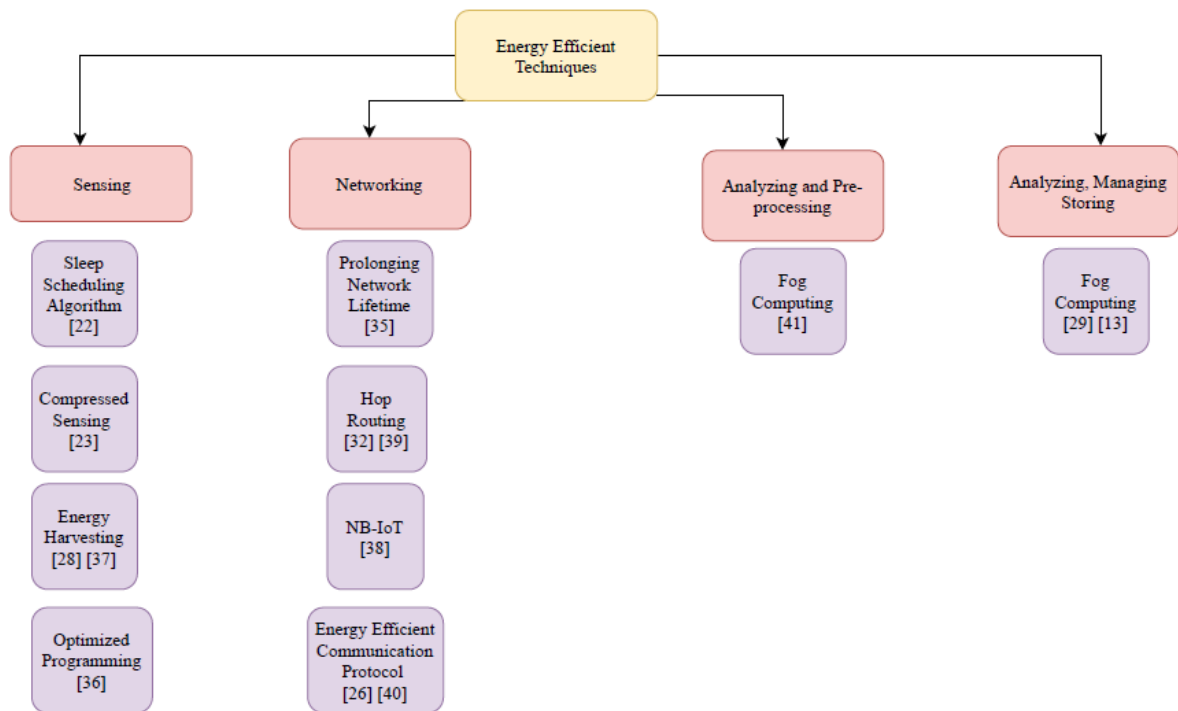 Energy Efficient
Techniques
Sensing
Networking
Analyzing and Pre-
processing
Analyzing, Managing
Storing
Sleep
Scheduling
Algorithm
[22]
Prolonging
Network
Lifetime
[35]
Fog
Computing
[41]
Fog
Computing
[29] [13]
Compressed
Sensing
[23]
Hop
Routing
[32] [39]
Energy
Harvesting
[28] [37]
NB-IoT
[38]
Optimized
Programming
[36]
Energy Efficient
Communication
Protocol
[26] [40]